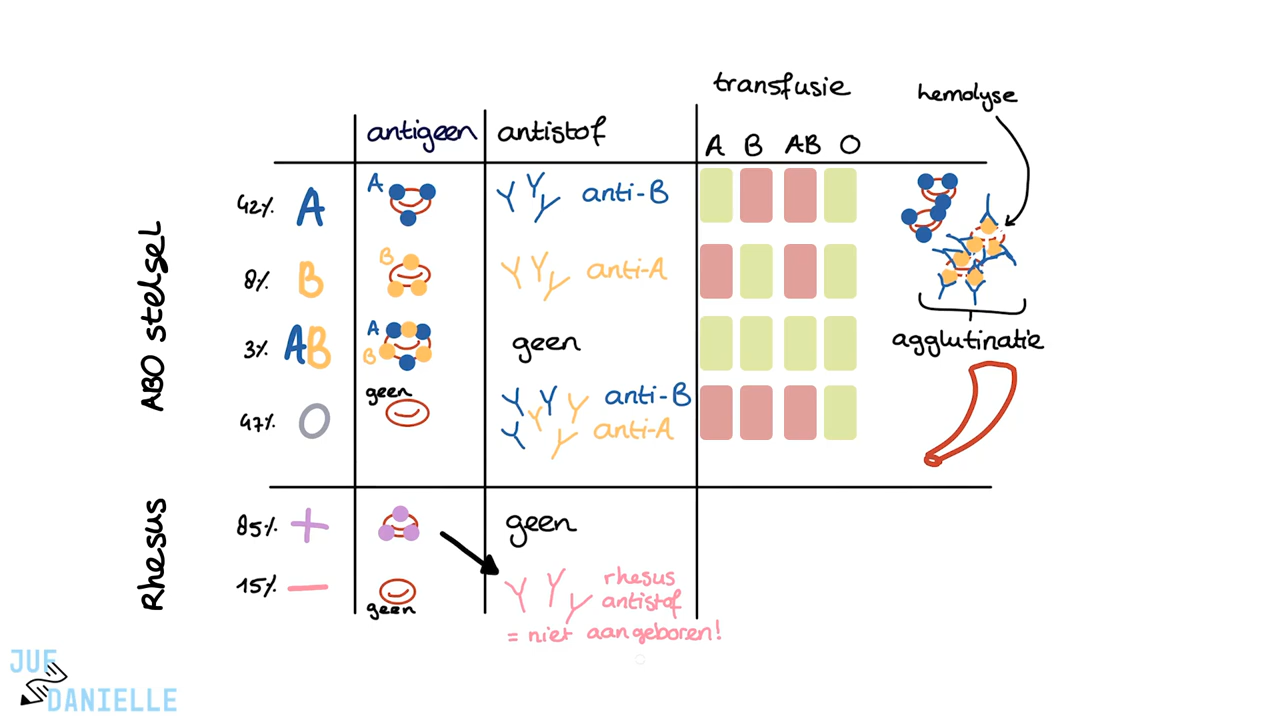 transfusie
hemolyse
antigeen antistof A B AB O
ABO stelsel
42% A A anti-B
8% B B anti-A
3% AB A B geen
agglutinatie
47% O geen anti-B
anti-A
Rhesus
85% + geen
15% — geen rhesus
antistof
= niet aangeboren!
JUF
DANIELLE